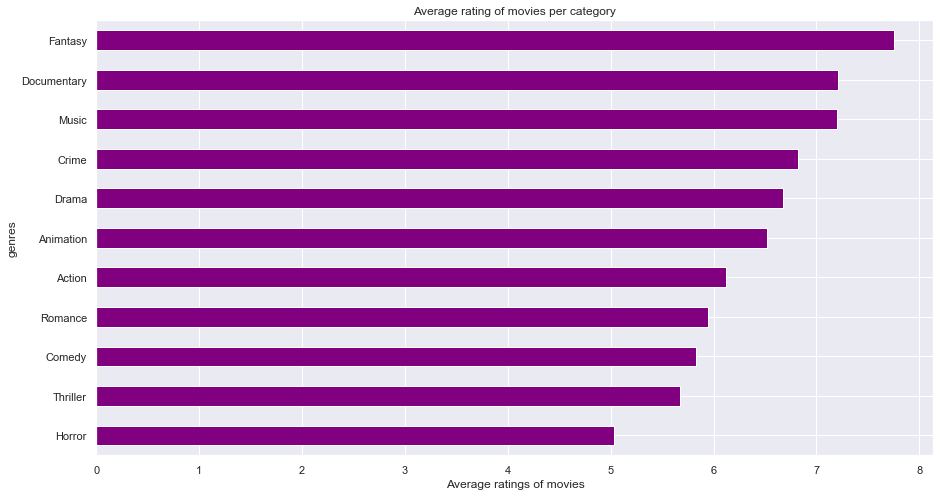 Average rating of movies per category
Fantasy
Documentary
Music
Crime
Drama
Animation
Action
Romance
Comedy
Thriller
Horror
genres
0 1 2 3 4 5 6 7 8
Average ratings of movies